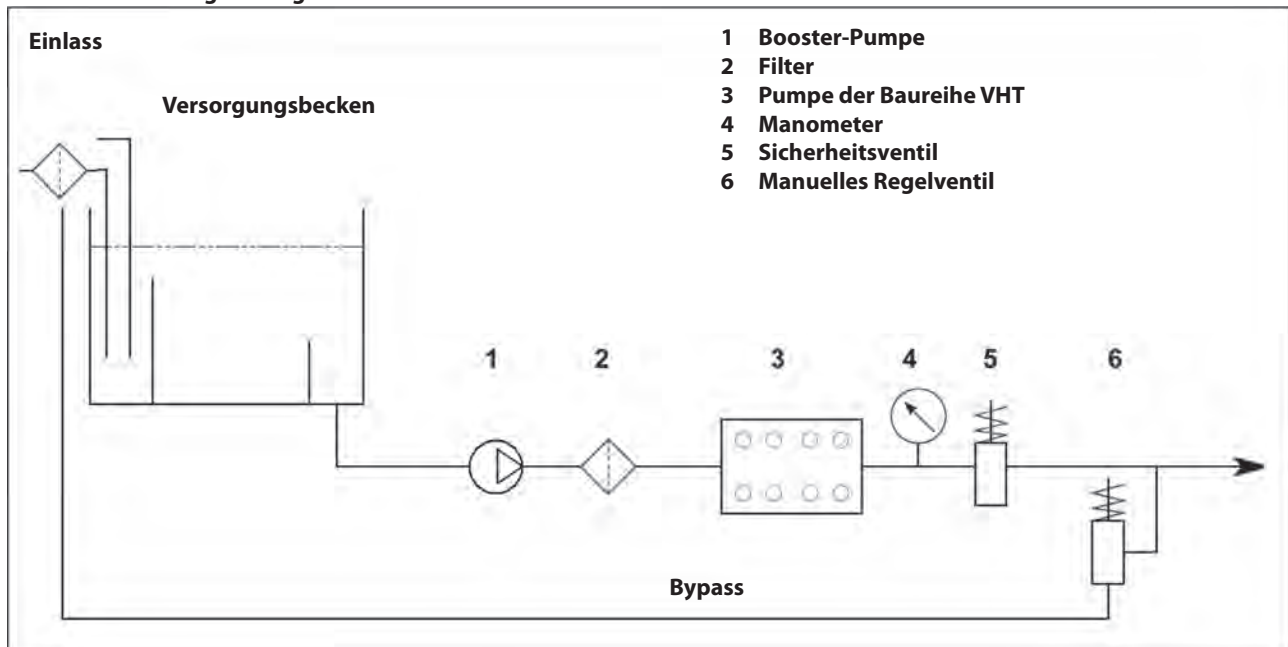 Einlass
Versorgungsbecken
1 Booster-Pumpe
2 Filter
3 Pumpe der Baureihe VHT
4 Manometer
5 Sicherheitsventil
6 Manuelles Regelventil
1 2 3 4 5 6
Bypass